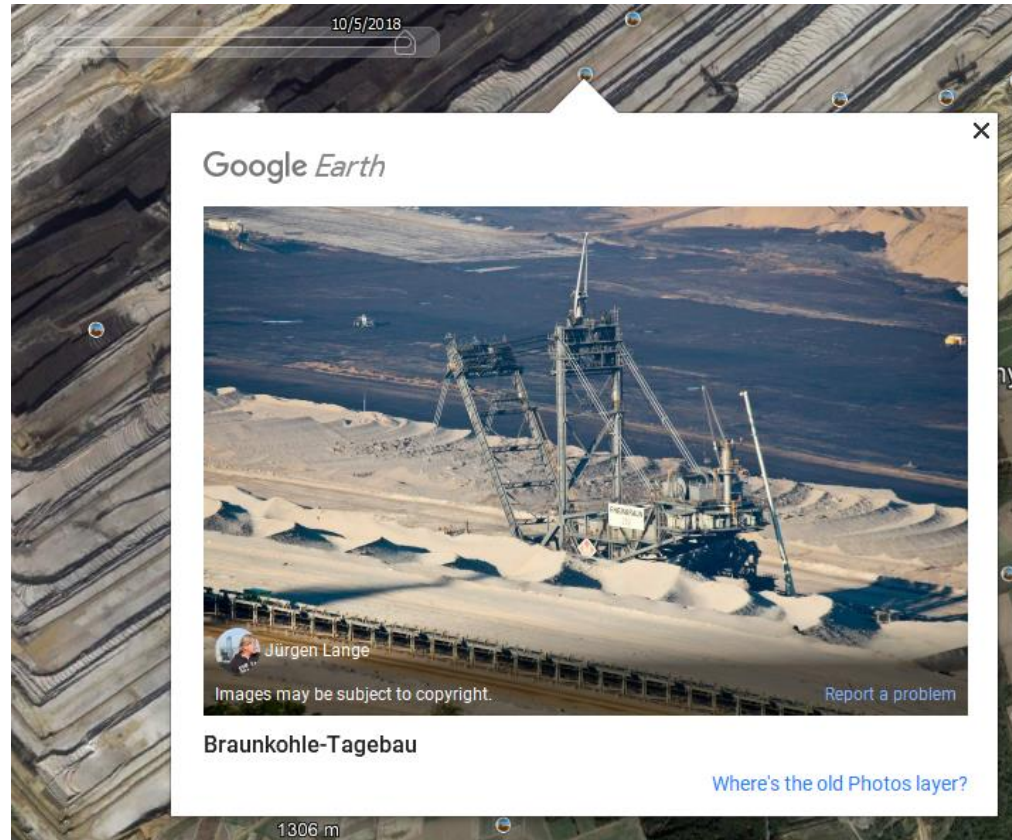 10/5/2018
Google Earth
Jürgen Lange
Images may be subject to copyright.
Report a problem
Braunkohle-Tagebau
Where's the old Photos layer?
1306 m